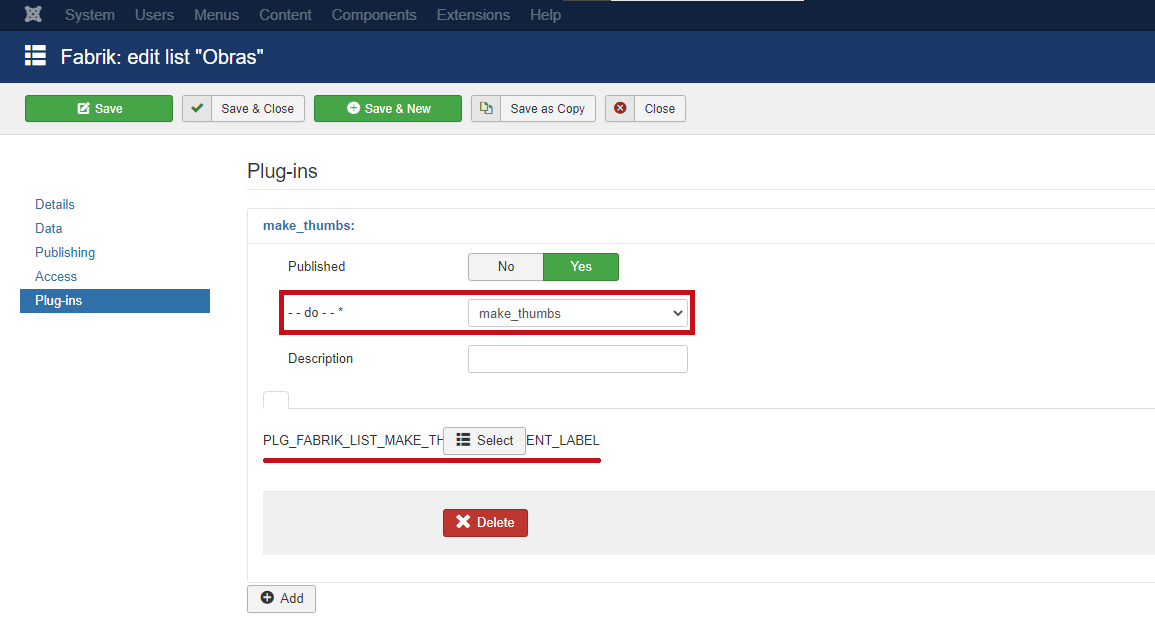 System Users Menus Content Components Extensions Help
Fabrik: edit list "Obras"
Save Save & Close Save & New Save as Copy Close
Plug-ins
Details
Data
Publishing
Access
Plug-ins
make_thumbs:
Published No Yes
- - do - - * make_thumbs
Description
PLG_FABRIK_LIST_MAKE_TH Select ENT_LABEL
Delete
Add